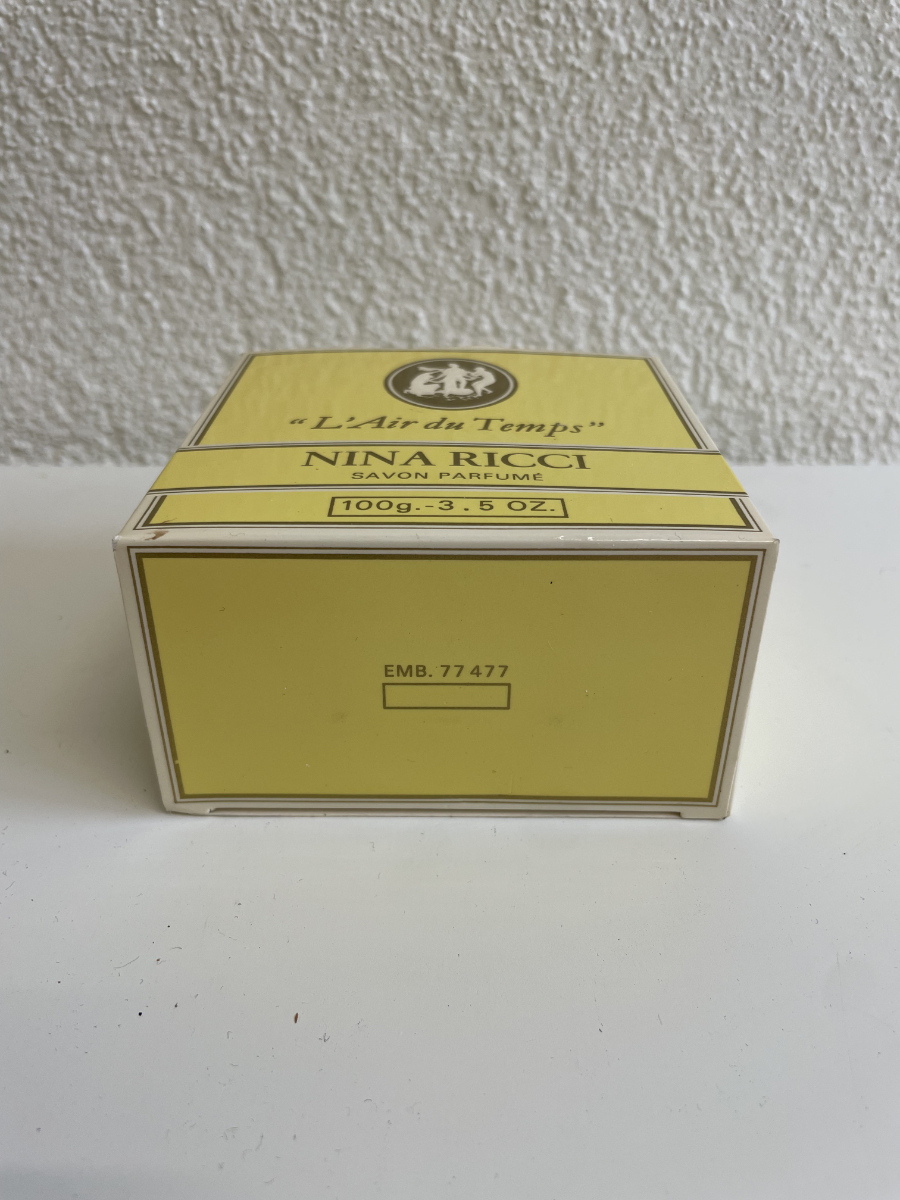 “L’Air du Temps”
NINA RICCI
SAVON PARFUMÉ
100g.-3.5 OZ.
EMB. 77 477